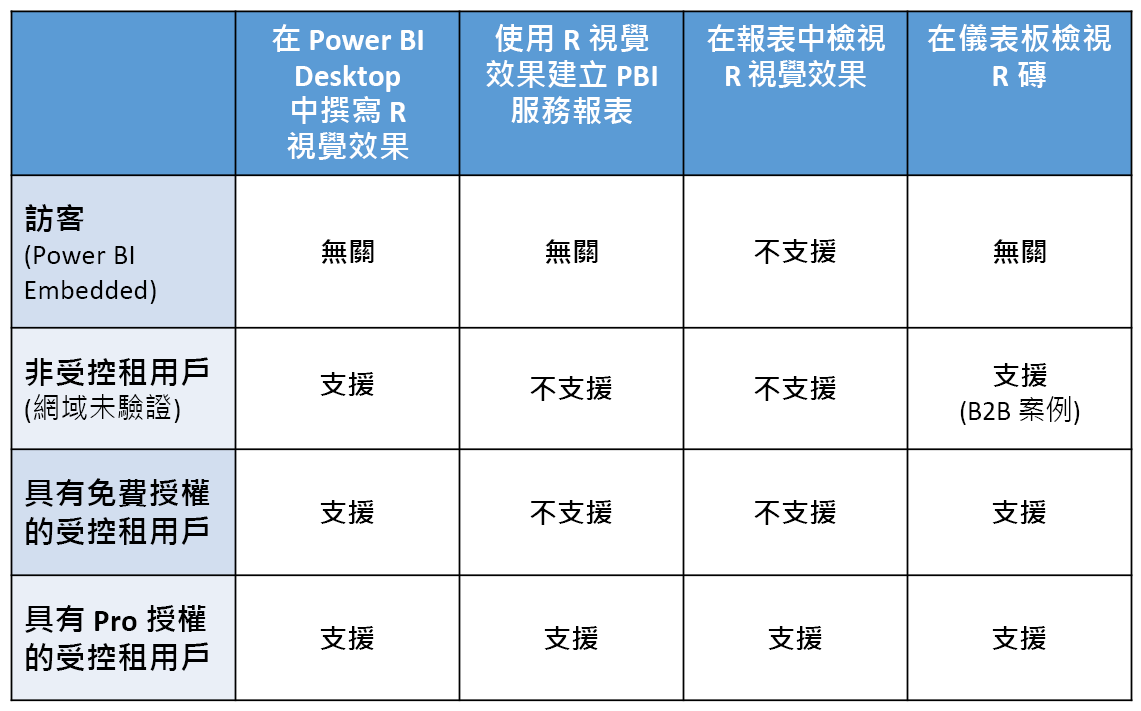 在 Power BI
Desktop
中撰寫 R
視覺效果
使用 R 視覺
效果建立 PBI
服務報表
在報表中檢視
R 視覺效果
在儀表板檢視
R 磚
訪客
(Power BI
Embedded)
無關
無關
不支援
無關
非受控租用戶
(網域未驗證)
支援
不支援
不支援
支援
(B2B 案例)
具有免費授權
的受控租用戶
支援
不支援
不支援
支援
具有 Pro 授權
的受控租用戶
支援
支援
支援
支援